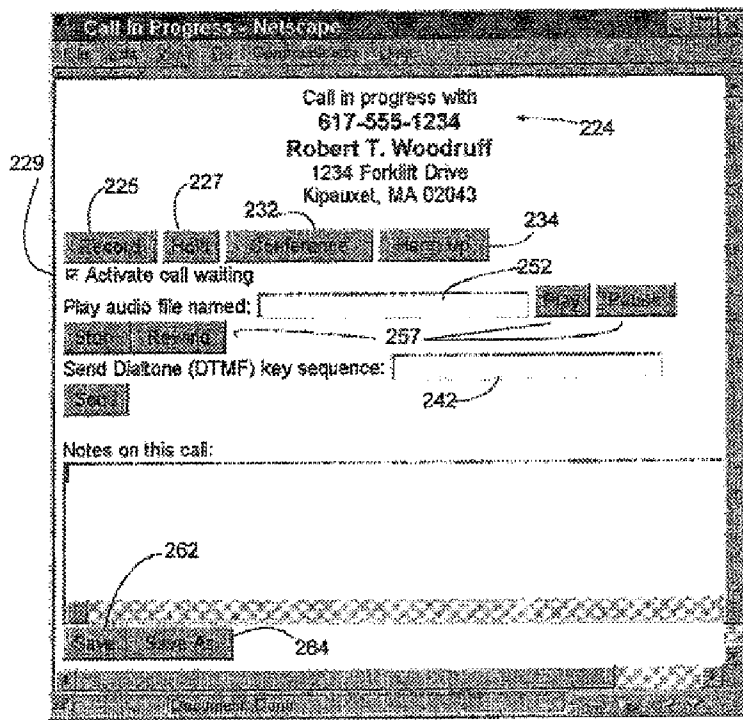 Call In Progress - Netscape
Call in progress with
617-555-1234
224
Robert T. Woodruff
1234 Forklift Drive
Kipauxet, MA 02043
229
225
227
232
234
Record Hold Conference Hang up
Activate call waiting
252
Play audio file named: Play Pause
Stop Rewind
257
Send Dialtone (DTMF) key sequence:
Send
242
Notes on this call:
262
Save Save As
264
Document: Done